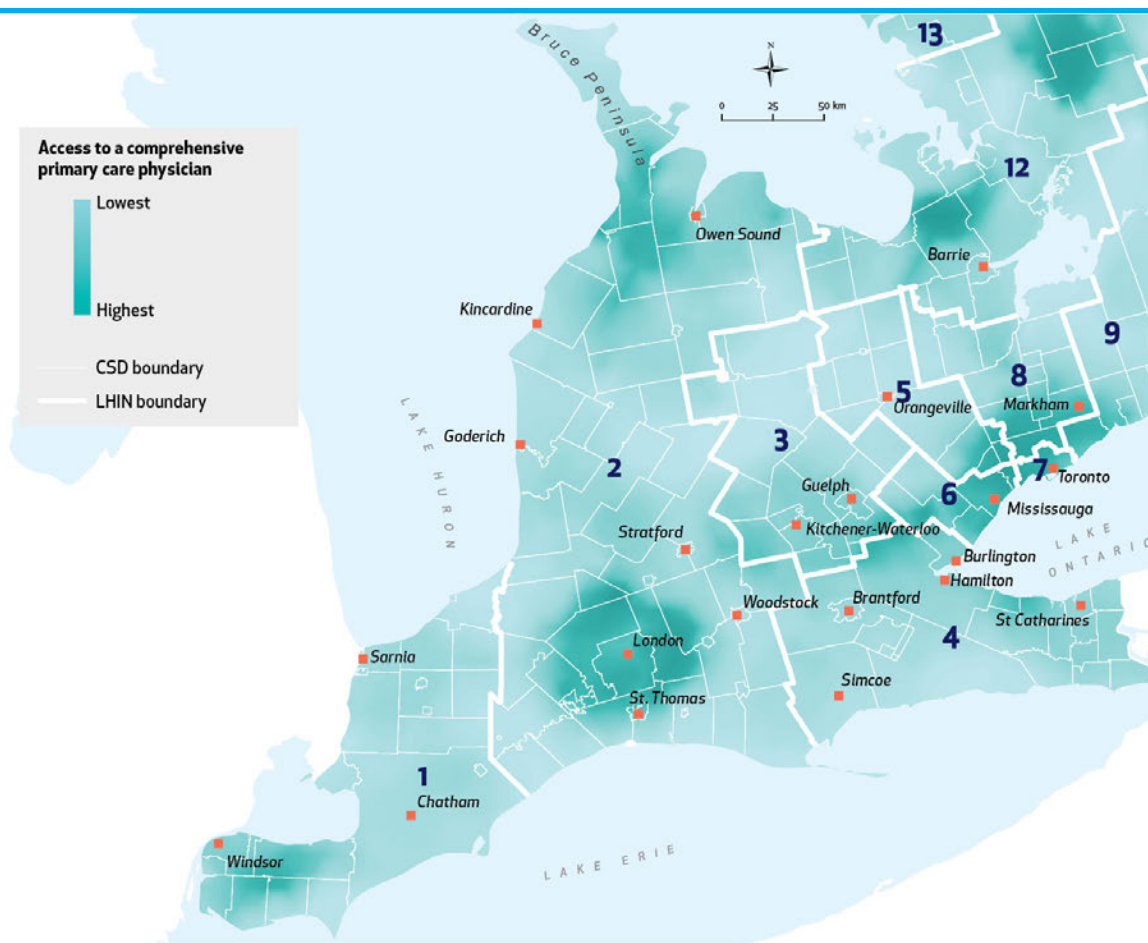 13
Bruce Peninsula
N
0 25 50 km
Access to a comprehensive
primary care physician
Lowest
Highest
CSD boundary
LHIN boundary
12
Owen Sound
Barrie
Kincardine
9
8
5
Orangeville
Markham
LAKE HURON
Goderich
3
2
7
Toronto
Guelph
6
Mississauga
Kitchener-Waterloo
Stratford
LAKE
ONTARIO
Burlington
Hamilton
Woodstock
Brantford
St Catharines
4
London
Sarnia
Simcoe
St. Thomas
1
Chatham
Windsor
LAKE ERIE